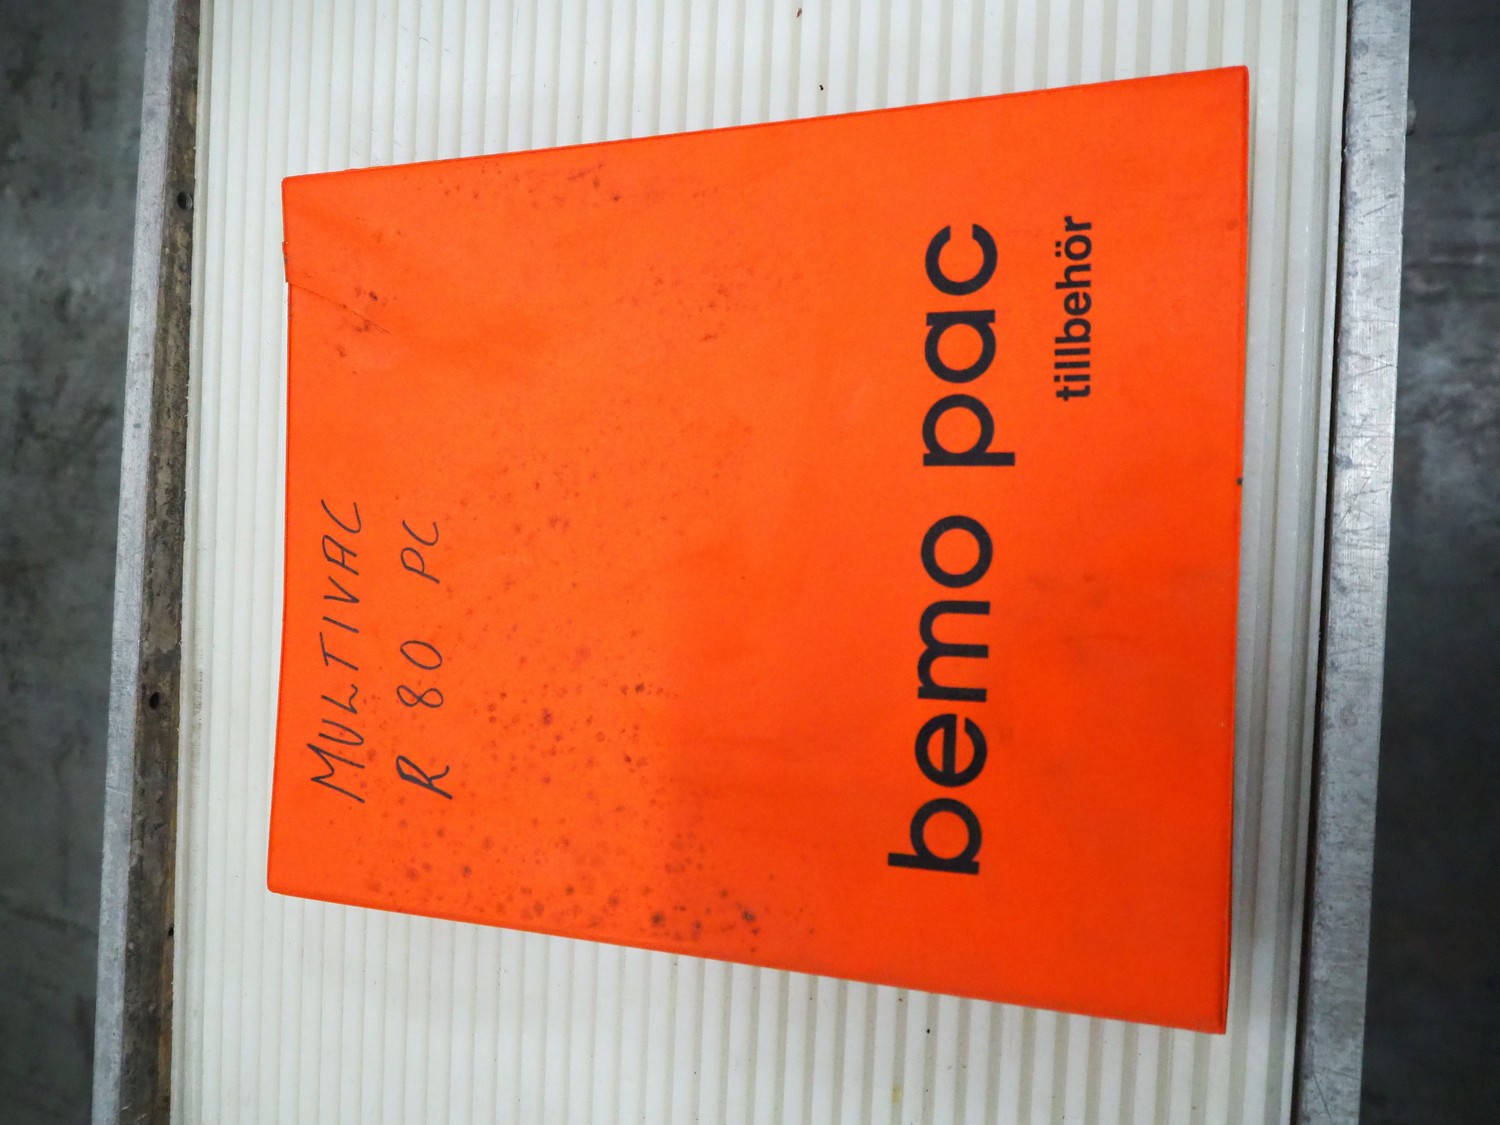 MULTIVAC
R 80 PC
bemo pac
tillbehör